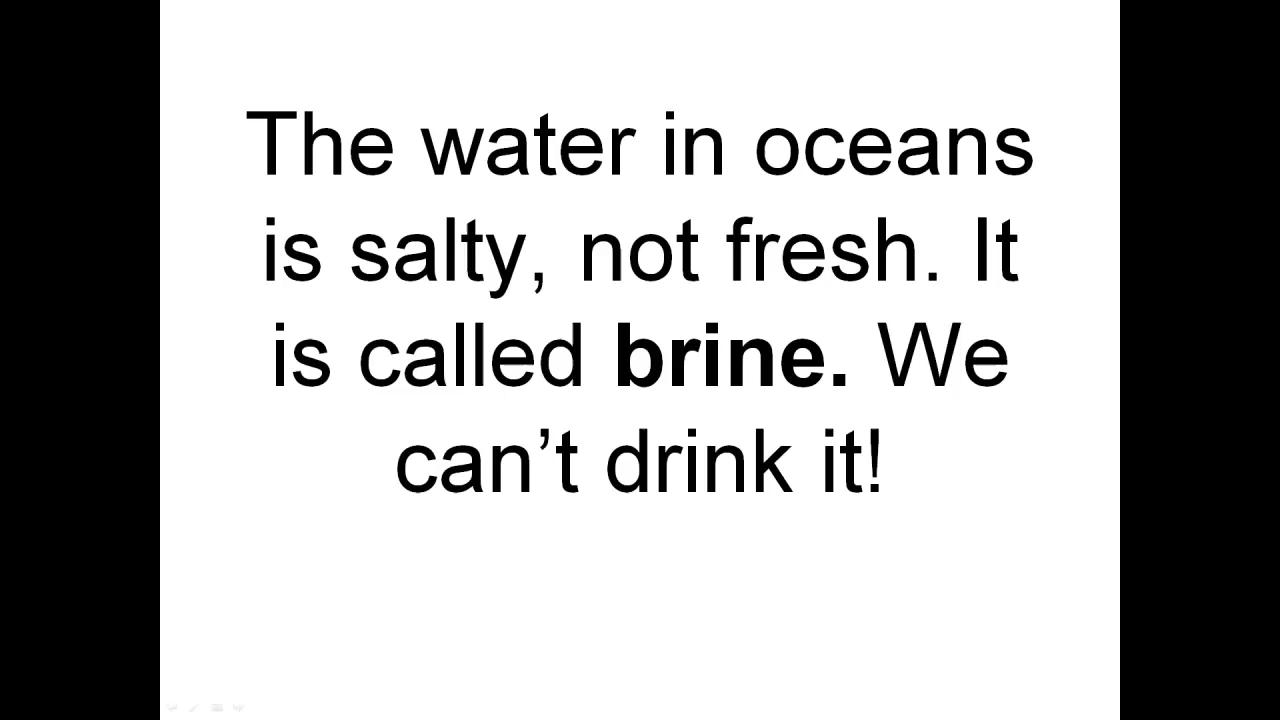 The water in oceans
is salty, not fresh. It
is called brine. We
can’t drink it!